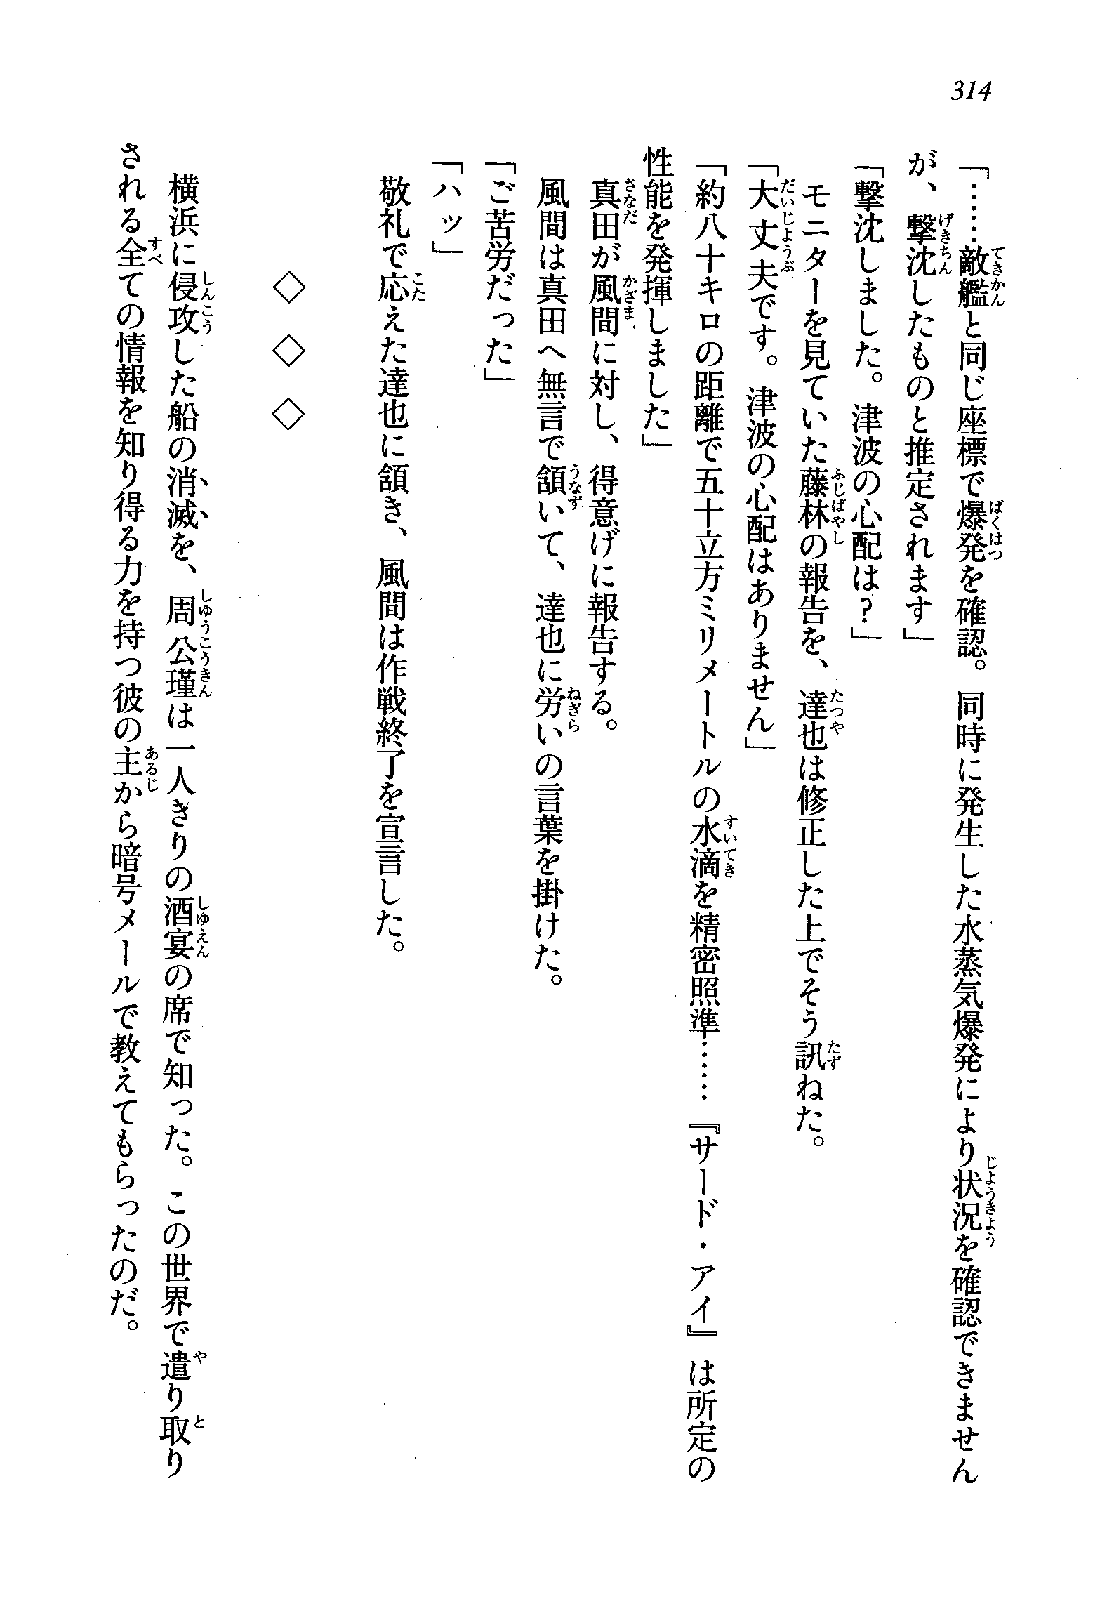 314
「……敵艦と同じ座標で爆発を確認。同時に発生した水蒸気爆発により状況を確認できません
が、撃沈したものと推定されます」
「撃沈しました。津波の心配は？」
モニターを見ていた藤林の報告を、達也は修正した上でそう訊ねた。
「大丈夫です。津波の心配はありません」
「約八十キロの距離で五十立方ミリメートルの水滴を精密照準……『サード・アイ』は所定の
性能を発揮しました」
真田が風間に対し、得意げに報告する。
風間は真田へ無言で頷いて、達也に労いの言葉を掛けた。
「ご苦労だった」
「ハッ」
敬礼で応えた達也に頷き、風間は作戦終了を宣言した。
◇ ◇ ◇
横浜に侵攻した船の消滅を、周公瑾は一人きりの酒宴の席で知った。この世界で遣り取り
される全ての情報を知り得る力を持つ彼の主から暗号メールで教えてもらったのだ。